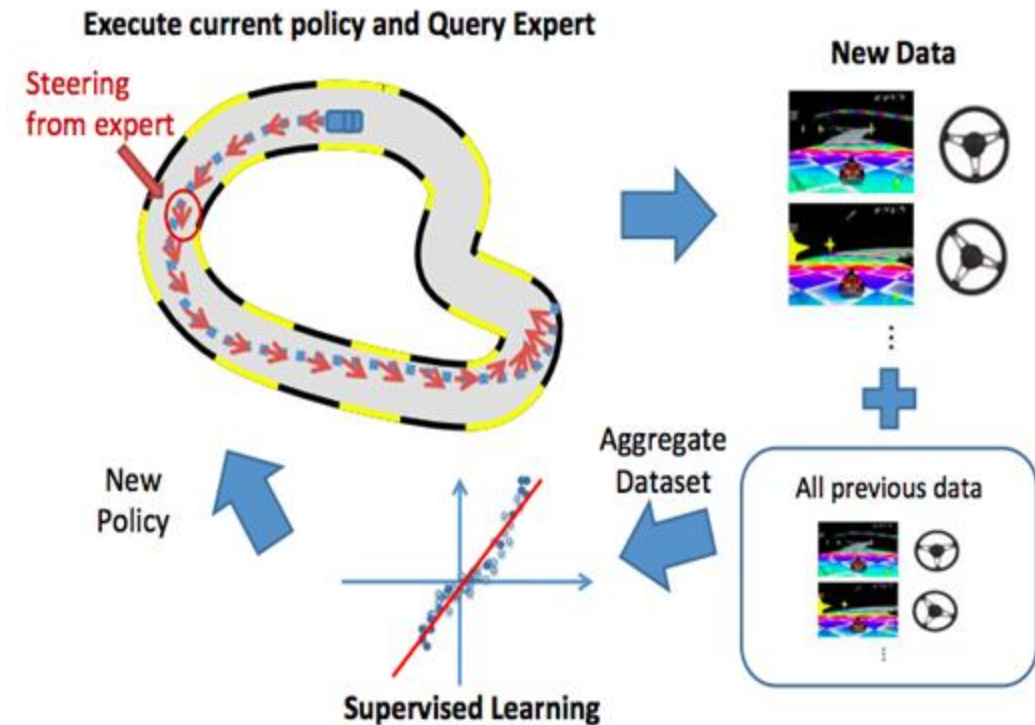 Execute current policy and Query Expert
Steering
from expert
New Data
All previous data
Aggregate
Dataset
New
Policy
Supervised Learning